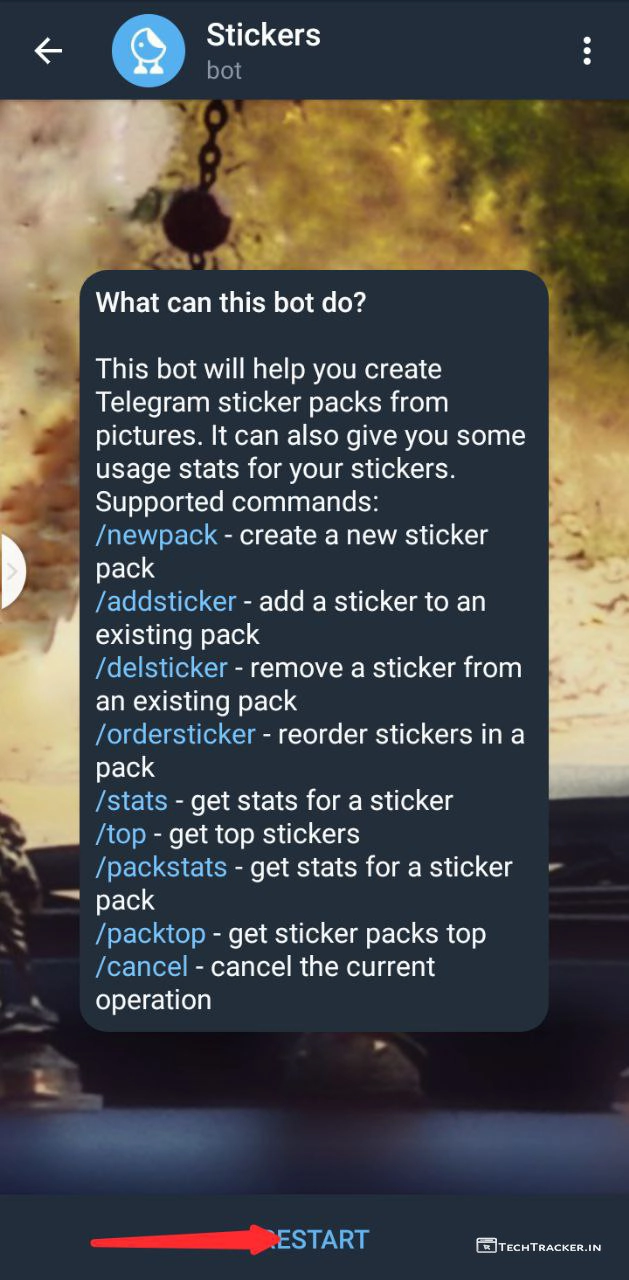 Stickers
bot
What can this bot do?
This bot will help you create
Telegram sticker packs from
pictures. It can also give you some
usage stats for your stickers.
Supported commands:
/newpack - create a new sticker
pack
/addsticker - add a sticker to an
existing pack
/delsticker - remove a sticker from
an existing pack
/ordersticker - reorder stickers in a
pack
/stats - get stats for a sticker
/top - get top stickers
/packstats - get stats for a sticker
pack
/packtop - get sticker packs top
/cancel - cancel the current
operation
RESTART
TECHTRACKER.IN